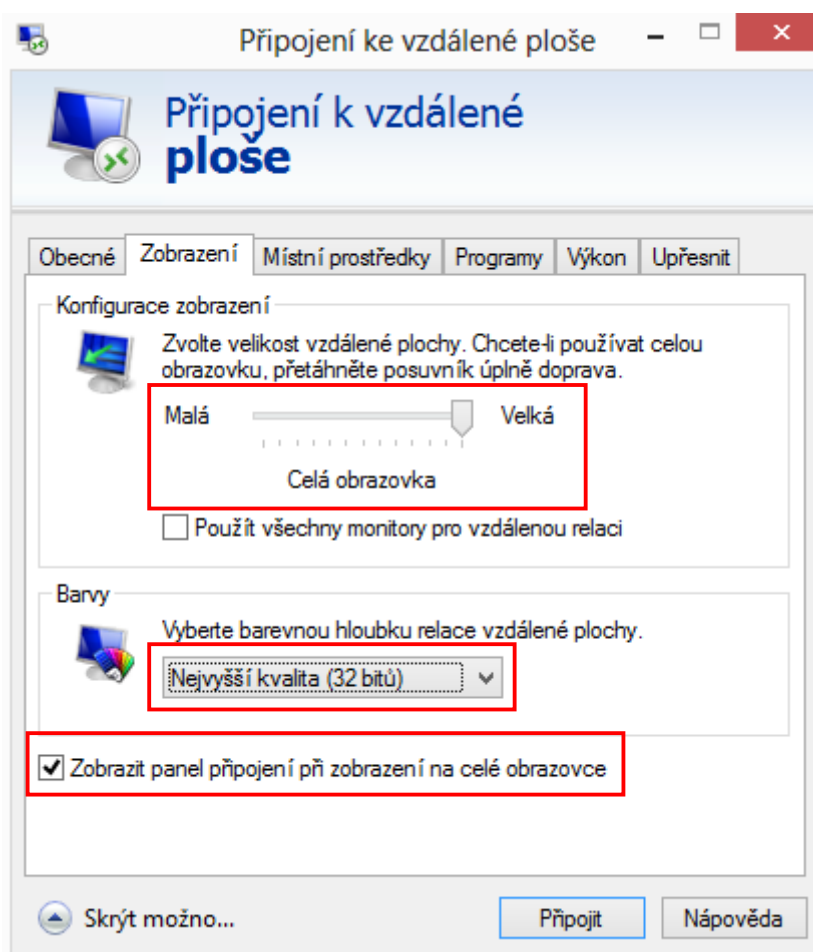 Připojení ke vzdálené ploše
Připojení k vzdálené
ploše
Obecné Zobrazení Místní prostředky Programy Výkon Upřesnit
Konfigurace zobrazení
Zvolte velikost vzdálené plochy. Chcete-li používat celou
obrazovku, přetáhněte posuvník úplně doprava.
Malá Velká
Celá obrazovka
Použít všechny monitory pro vzdálenou relaci
Barvy
Vyberte barevnou hloubku relace vzdálené plochy.
Nejvyšší kvalita (32 bitů)
Zobrazit panel připojení při zobrazení na celé obrazovce
Skrýt možno...
Připojit
Nápověda